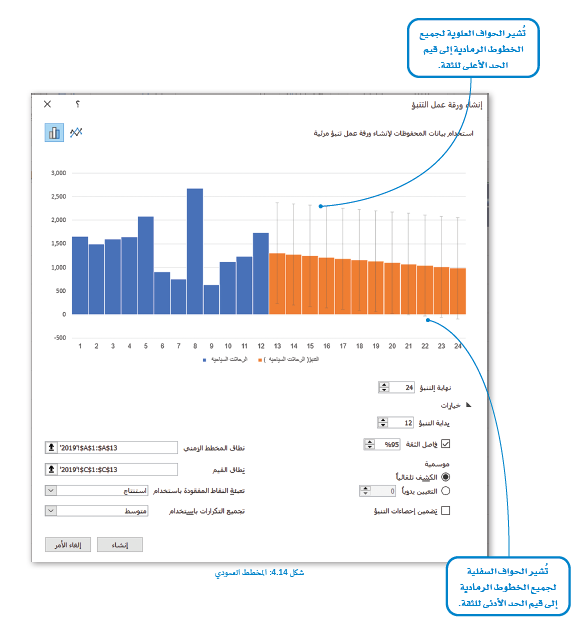 تُشير الحواف العلوية لجميع
الخطوط الرمادية إلى قيم
الحد الأعلى للثقة.
إنشاء ورقة عمل التنبؤ
؟
استخدام بيانات المحفوظات لإنشاء ورقة عمل تنبؤ مرئية
3,000
2,500
2,000
1,500
1,000
500
0
-500
1 2 3 4 5 6 7 8 9 10 11 12 13 14 15 16 17 18 19 20 21 22 23 24
الرحلات السياحية التنبؤ( الرحلات السياحية )
نهاية التنبؤ 24
خيارات
بداية التنبؤ 12
فاصل الثقة 95%
موسمية
الكشف تلقائياً
التعيين يدوياً 0
تضمين إحصاءات التنبؤ
نطاق المخطط الزمني '2019'!$A$1:$A$13
نطاق القيم '2019'!$C$1:$C$13
تعبئة النقاط المفقودة باستخدام استنتاج
تجميع التكرارات باستخدام متوسط
إنشاء
إلغاء الأمر
شكل 4.14: المخطط العمودي
تُشير الحواف السفلية
لجميع الخطوط الرمادية
إلى قيم الحد الأدنى للثقة.